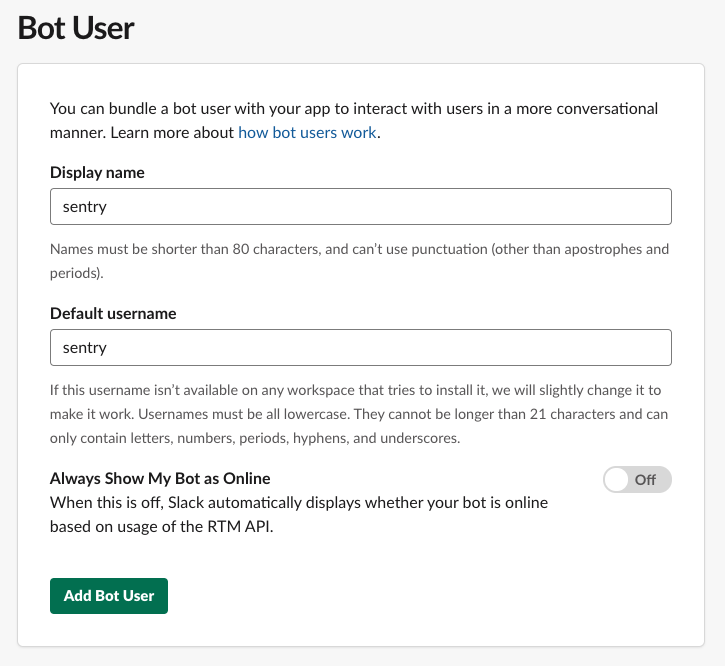 Bot User
You can bundle a bot user with your app to interact with users in a more conversational
manner. Learn more about how bot users work.
Display name
sentry
Names must be shorter than 80 characters, and can’t use punctuation (other than apostrophes and
periods).
Default username
sentry
If this username isn’t available on any workspace that tries to install it, we will slightly change it to
make it work. Usernames must be all lowercase. They cannot be longer than 21 characters and can
only contain letters, numbers, periods, hyphens, and underscores.
Always Show My Bot as Online
Off
When this is off, Slack automatically displays whether your bot is online
based on usage of the RTM API.
Add Bot User